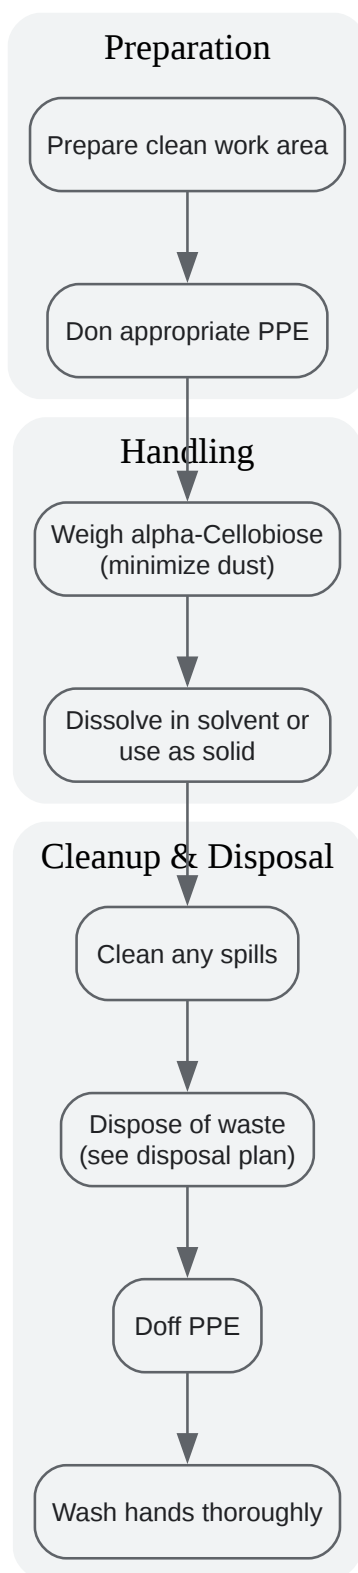 Preparation
Prepare clean work area
Don appropriate PPE
Handling
Weigh alpha-Cellobiose
(minimize dust)
Dissolve in solvent or
use as solid
Cleanup & Disposal
Clean any spills
Dispose of waste
(see disposal plan)
Doff PPE
Wash hands thoroughly